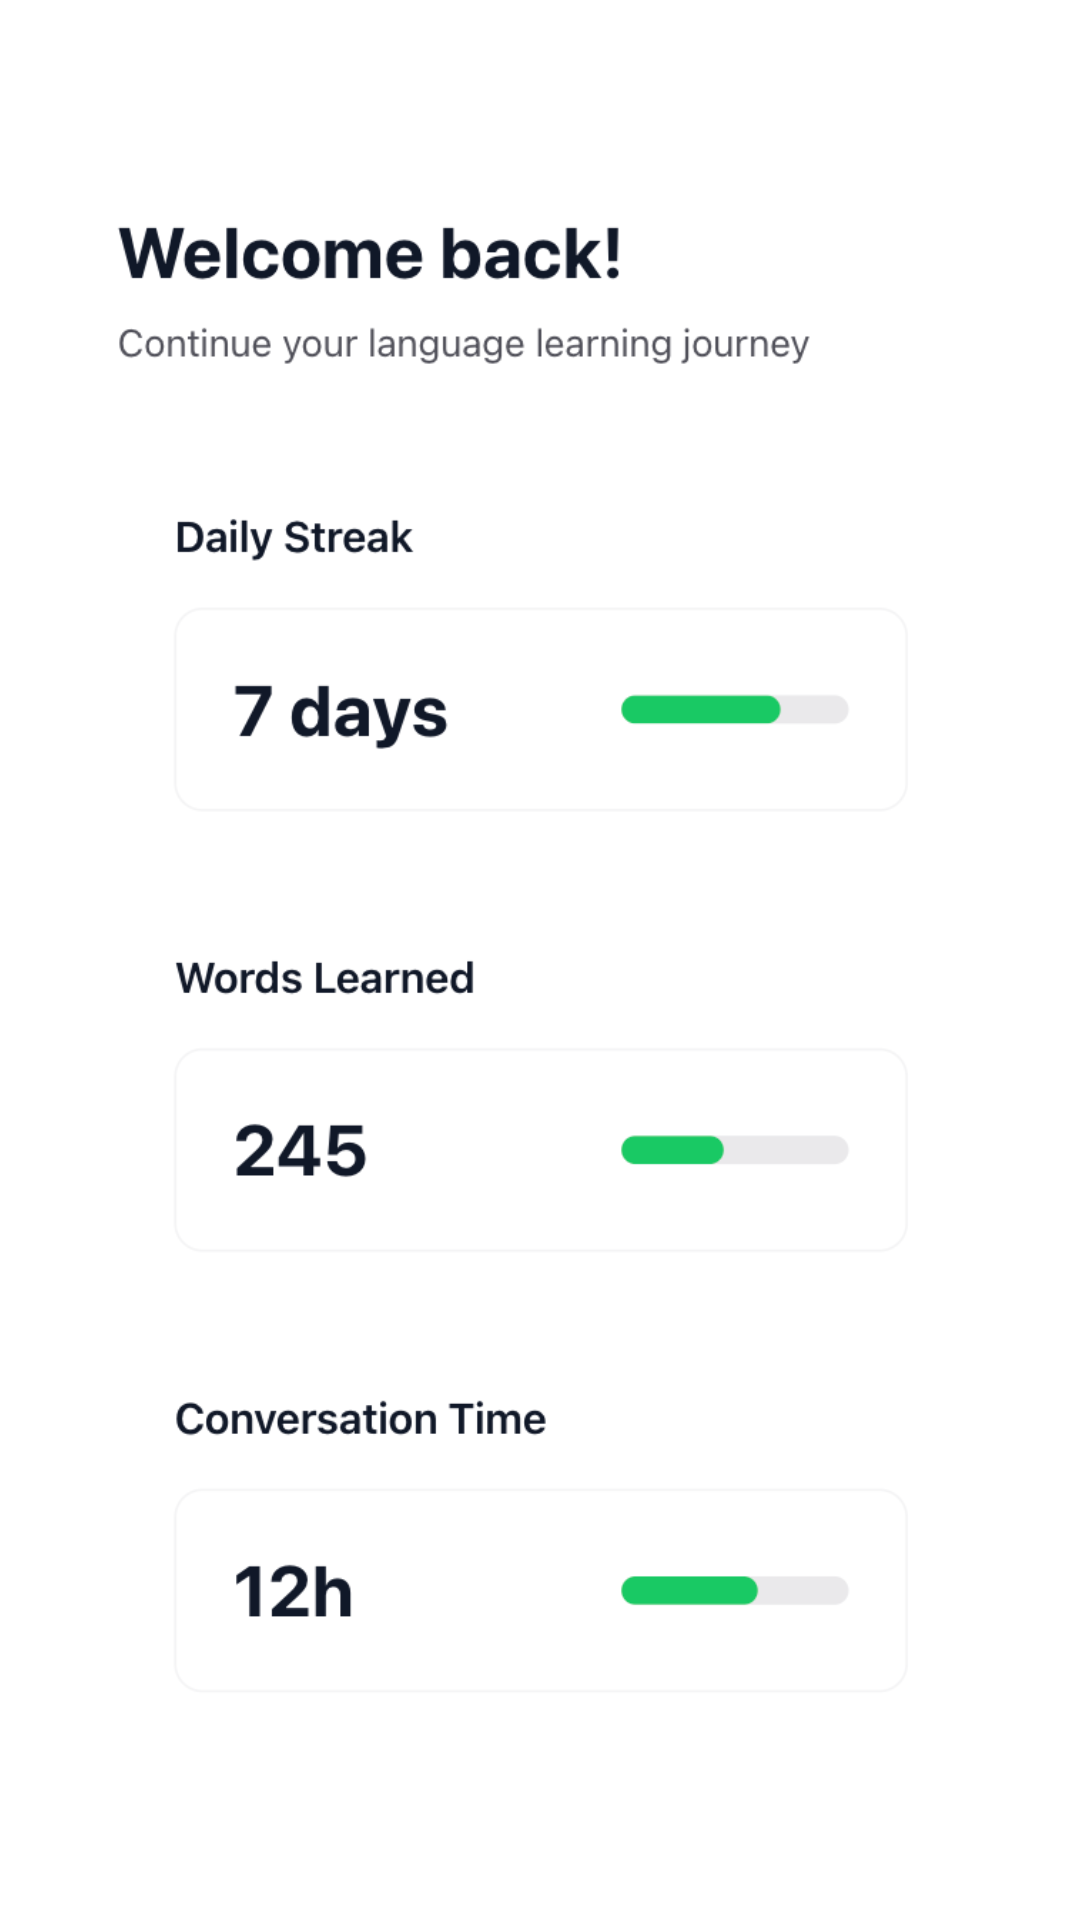 Welcome back!
Continue your language learning journey
Daily Streak
7 days
Words Learned
245
Conversation Time
12h